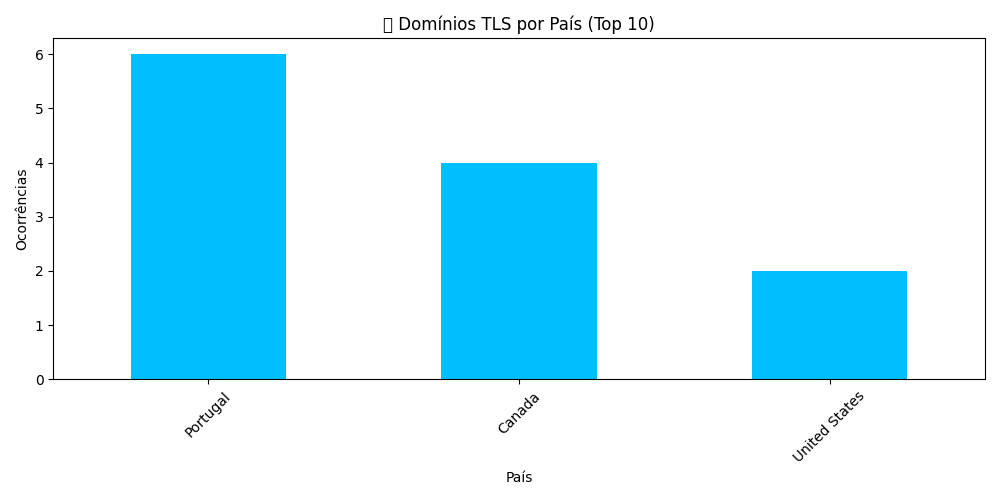 Domínios TLS por País (Top 10)
Ocorrências
6
5
4
3
2
1
0
Portugal
Canada
United States
País